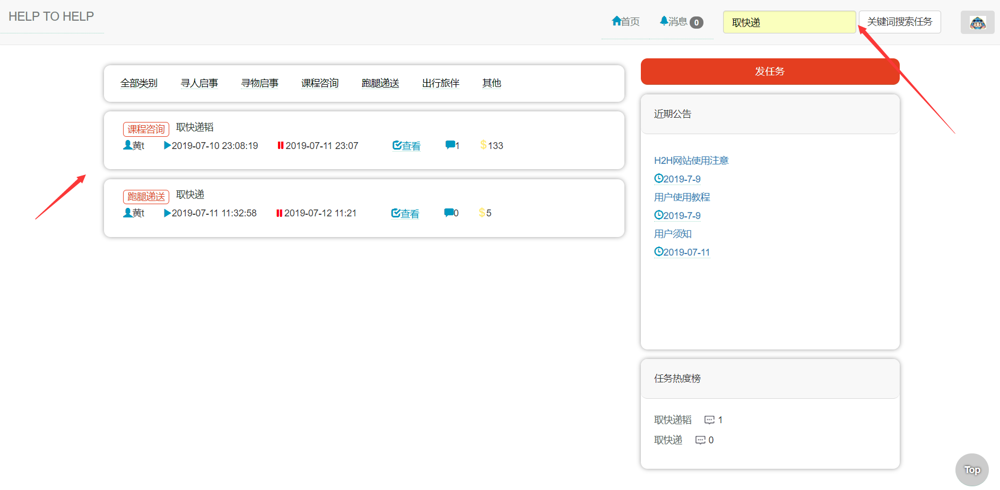 HELP TO HELP
首页 消息 0 取快递 关键词搜索任务
全部类别 寻人启事 寻物启事 课程咨询 跑腿递送 出行旅伴 其他
课程咨询 取快递韬
黄t 2019-07-10 23:08:19 2019-07-11 23:07 查看 1 $133
跑腿递送 取快递
黄t 2019-07-11 11:32:58 2019-07-12 11:21 查看 0 $5
发任务
近期公告
H2H网站使用注意
2019-7-9
用户使用教程
2019-7-9
用户须知
2019-07-11
任务热度榜
取快递韬 1
取快递 0
Top